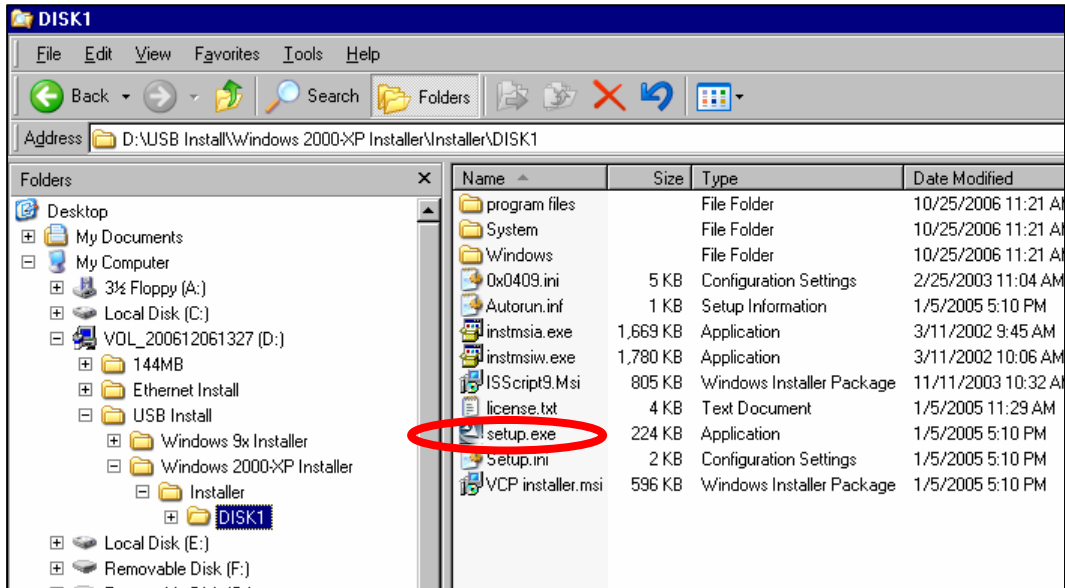 DISK1
File Edit View Favorites Tools Help
Back Search Folders
Address D:\USB Install\Windows 2000-XP Installer\Installer\DISK1
Folders x
Desktop
My Documents
My Computer
3½ Floppy (A:)
Local Disk (C:)
VOL_200612061327 (D:)
144MB
Ethernet Install
USB Install
Windows 9x Installer
Windows 2000-XP Installer
Installer
DISK1
Local Disk (E:)
Removable Disk (F:)
Name Size Type Date Modified
program files File Folder 10/25/2006 11:21 AM
System File Folder 10/25/2006 11:21 AM
Windows File Folder 10/25/2006 11:21 AM
0x0409.ini 5 KB Configuration Settings 2/25/2003 11:04 AM
Autorun.inf 1 KB Setup Information 1/5/2005 5:10 PM
instmsia.exe 1,669 KB Application 3/11/2002 9:45 AM
instmsiw.exe 1,780 KB Application 3/11/2002 10:06 AM
ISScript9.Msi 805 KB Windows Installer Package 11/11/2003 10:32 AM
license.txt 4 KB Text Document 1/5/2005 11:29 AM
setup.exe 224 KB Application 1/5/2005 5:10 PM
Setup.ini 2 KB Configuration Settings 1/5/2005 5:10 PM
VCP installer.msi 596 KB Windows Installer Package 1/5/2005 5:10 PM